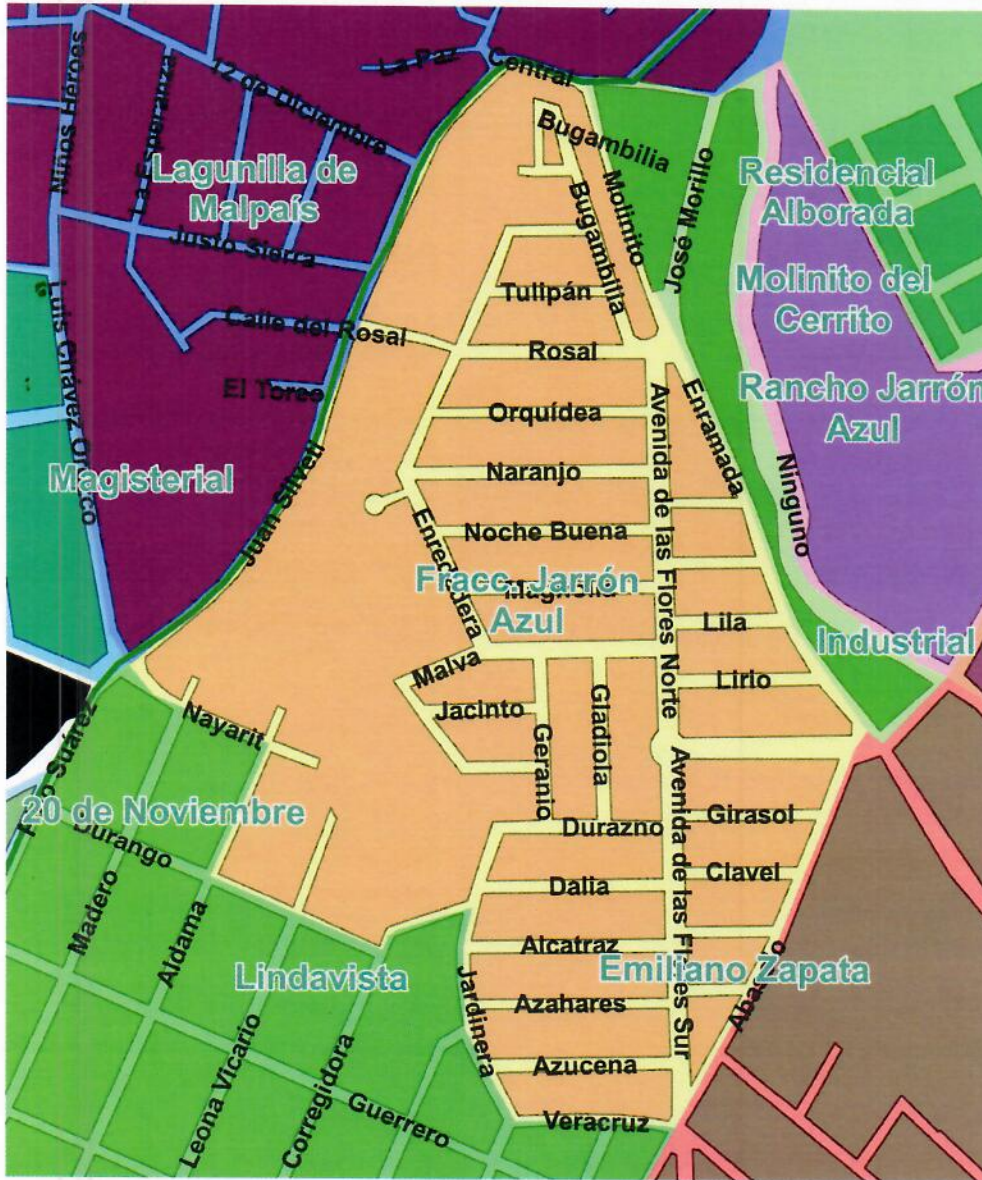 La Paz
Central
Niños Héroes
La Esperanza
12 de Diciembre
Bugambilia
Lagunilla de
Malpaís
Residencial
Alborada
Molinito
José Morillo
Bugambilia
Justo Sierra
Tulipán
Molinito del
Cerrito
Luis Chávez
Calle del Rosal
Rosal
El Toreo
Orquídea
Avenida de las Flores Norte
Enramada
Rancho Jarrón
Azul
Magisterial
Naranjo
Juan Silveti
Ninguno
Enredadera
Noche Buena
Fracc. Jarrón
Azul
Magnolia
Lila
Industrial
Malva
Lirio
Jacinto
Gladiola
Geranio
Nayarit
Suárez
20 de Noviembre
Durango
Durazno
Avenida de las Flores Sur
Girasol
Clavel
Madero
Aldama
Dalia
Alcatraz
Lindavista
Emiliano Zapata
Jardinera
Azahares
Abasolo
Leona Vicario
Corregidora
Azucena
Guerrero
Veracruz